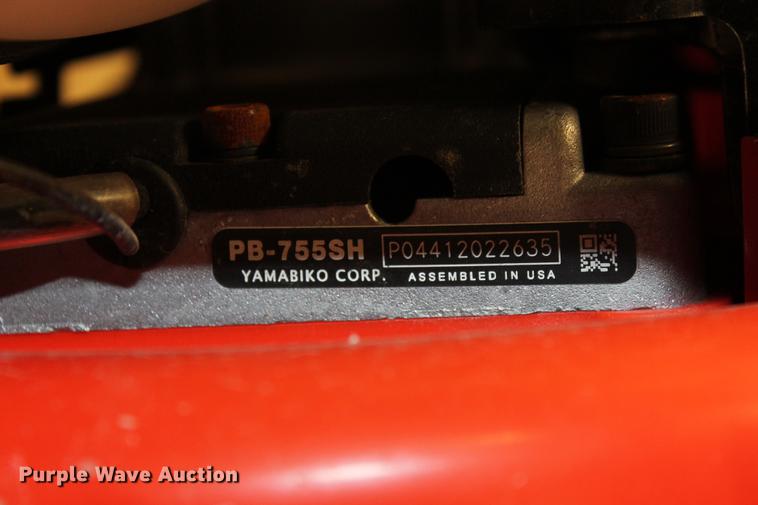 PB-755SH P04412022635
YAMABIKO CORP. ASSEMBLED IN USA
Purple Wave Auction